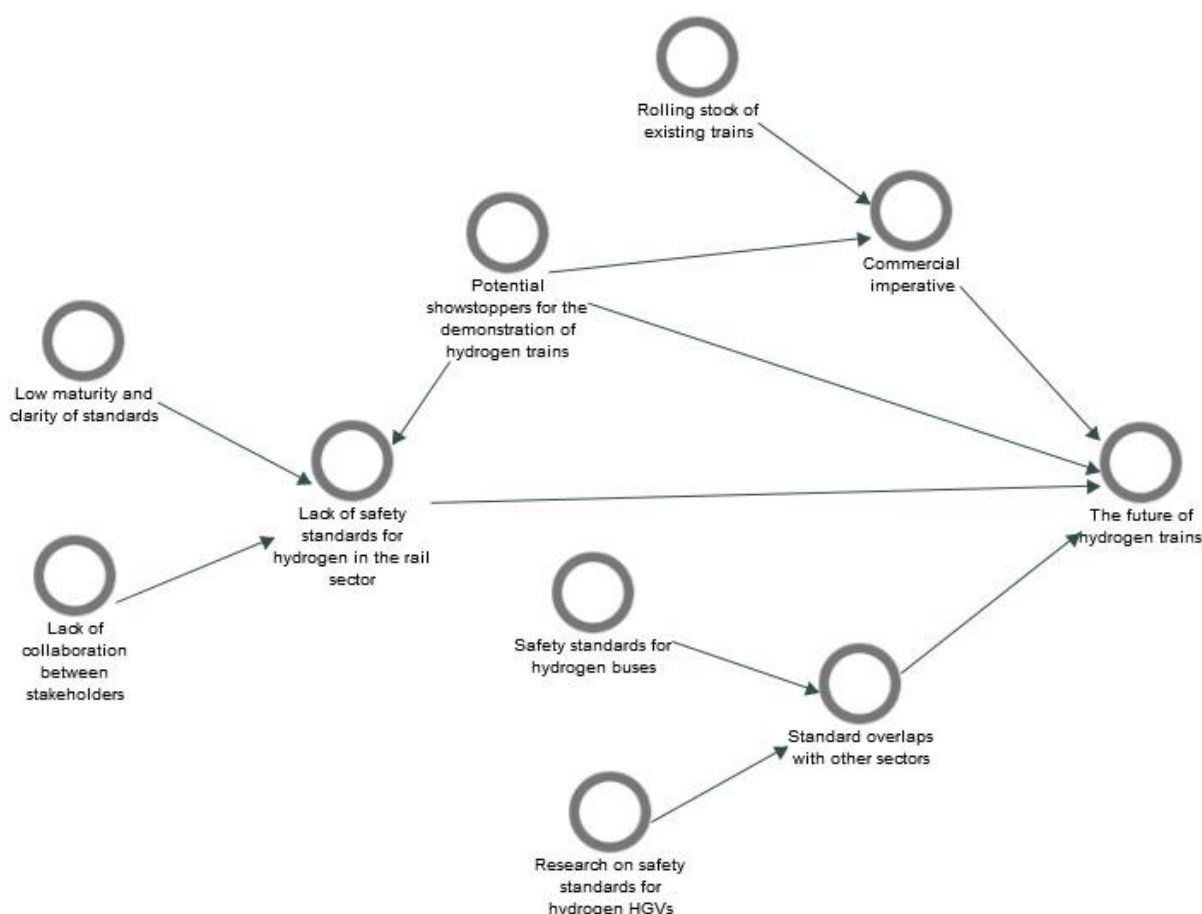 Rolling stock of
existing trains
Commercial
imperative
Potential
showstoppers for the
demonstration of
hydrogen trains
Low maturity and
clarity of standards
Lack of safety
standards for
hydrogen in the rail
sector
The future of
hydrogen trains
Lack of
collaboration
between
stakeholders
Safety standards for
hydrogen buses
Standard overlaps
with other sectors
Research on safety
standards for
hydrogen HGVs